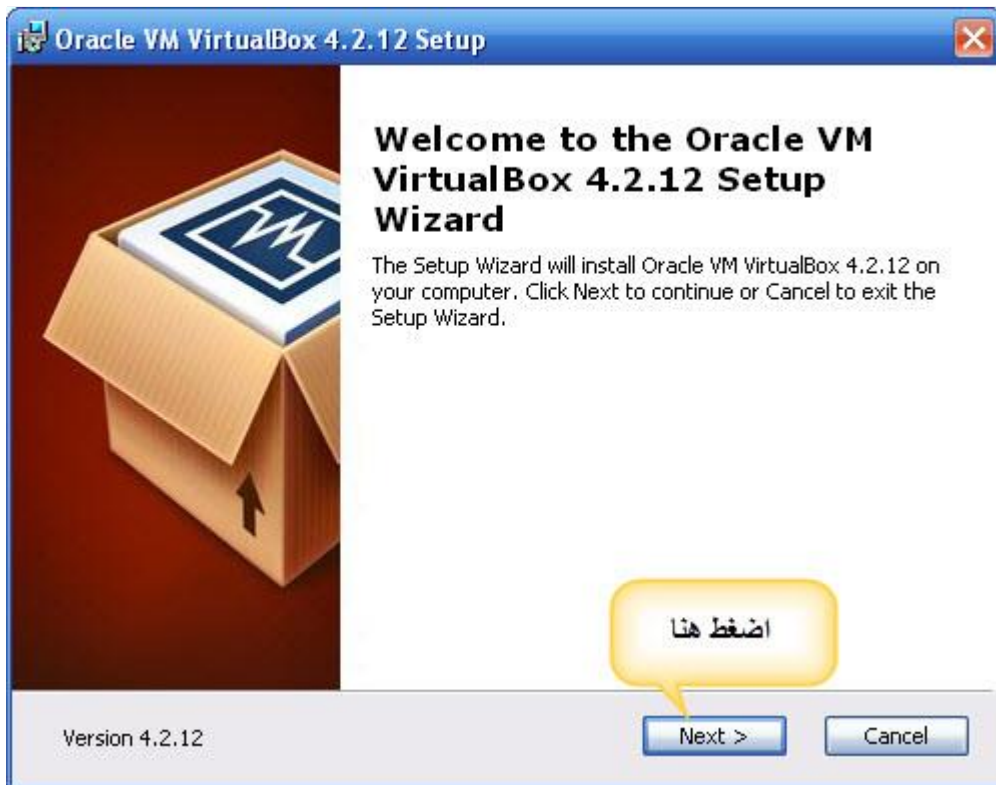 Oracle VM VirtualBox 4.2.12 Setup
Welcome to the Oracle VM
VirtualBox 4.2.12 Setup
Wizard
The Setup Wizard will install Oracle VM VirtualBox 4.2.12 on
your computer. Click Next to continue or Cancel to exit the
Setup Wizard.
اضغط هنا
Version 4.2.12
Next >
Cancel